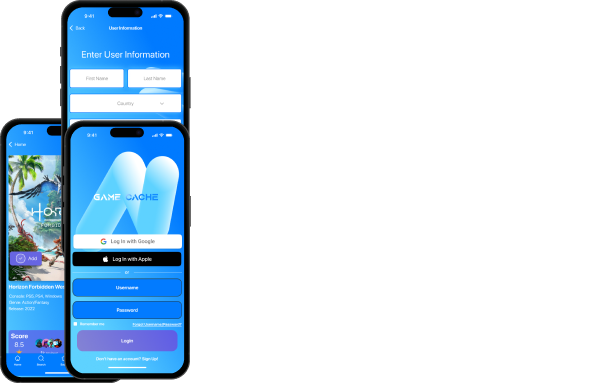 9:41
Back
User Information
Enter User Information
First Name
Last Name
Country
9:41
Home
Add
Horizon Forbidden Wes
Console: PS5, PS4, Windows
Genre: Action/Fantasy
Release: 2022
Score
8.5
Home
Search
9:41
GAME CACHE
Log In with Google
Log In with Apple
or
Username
Password
Remember me
Forgot Username/Password?
Login
Don't have an account? Sign Up!